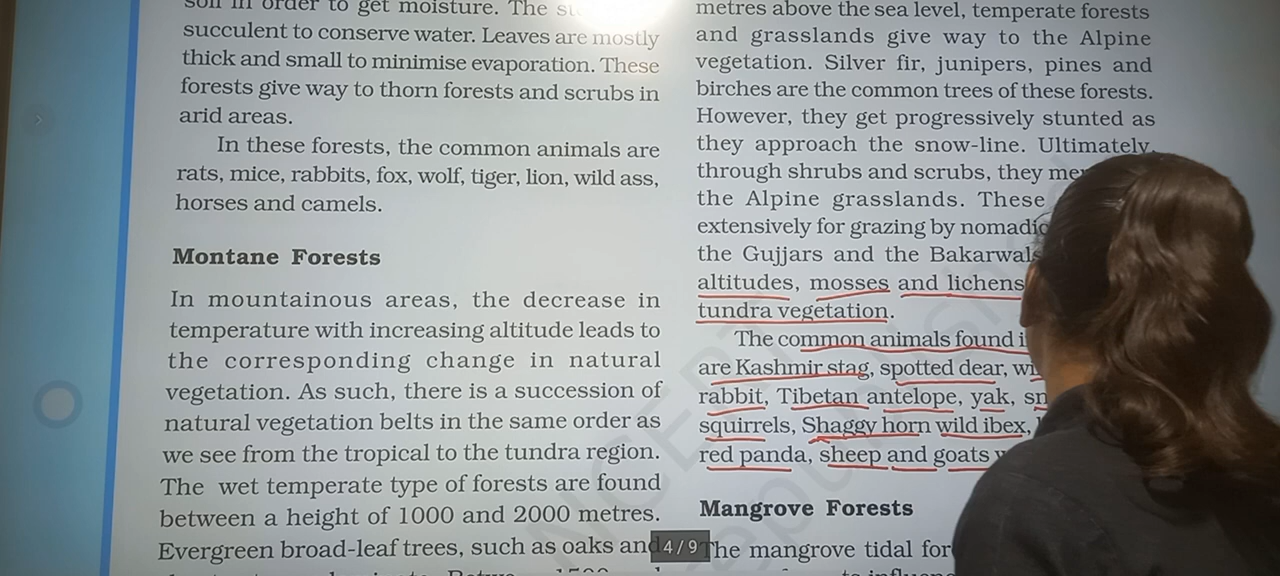 soil in order to get moisture. The
succulent to conserve water. Leaves are mostly
thick and small to minimise evaporation. These
forests give way to thorn forests and scrubs in
arid areas.
In these forests, the common animals are
rats, mice, rabbits, fox, wolf, tiger, lion, wild ass,
horses and camels.
Montane Forests
In mountainous areas, the decrease in
temperature with increasing altitude leads to
the corresponding change in natural
vegetation. As such, there is a succession of
natural vegetation belts in the same order as
we see from the tropical to the tundra region.
The wet temperate type of forests are found
between a height of 1000 and 2000 metres.
Evergreen broad-leaf trees, such as oaks and
metres above the sea level, temperate forests
and grasslands give way to the Alpine
vegetation. Silver fir, junipers, pines and
birches are the common trees of these forests.
However, they get progressively stunted as
they approach the snow-line. Ultimately,
through shrubs and scrubs, they
the Alpine grasslands. These
extensively for grazing by
the Gujjars and the
altitudes, mosses and lichens
tundra vegetation.
The common animals found
are Kashmir stag, spotted dear,
rabbit, Tibetan antelope, yak,
squirrels, Shaggy horn wild ibex,
red panda, sheep and goats
Mangrove Forests
The mangrove tidal
4/9